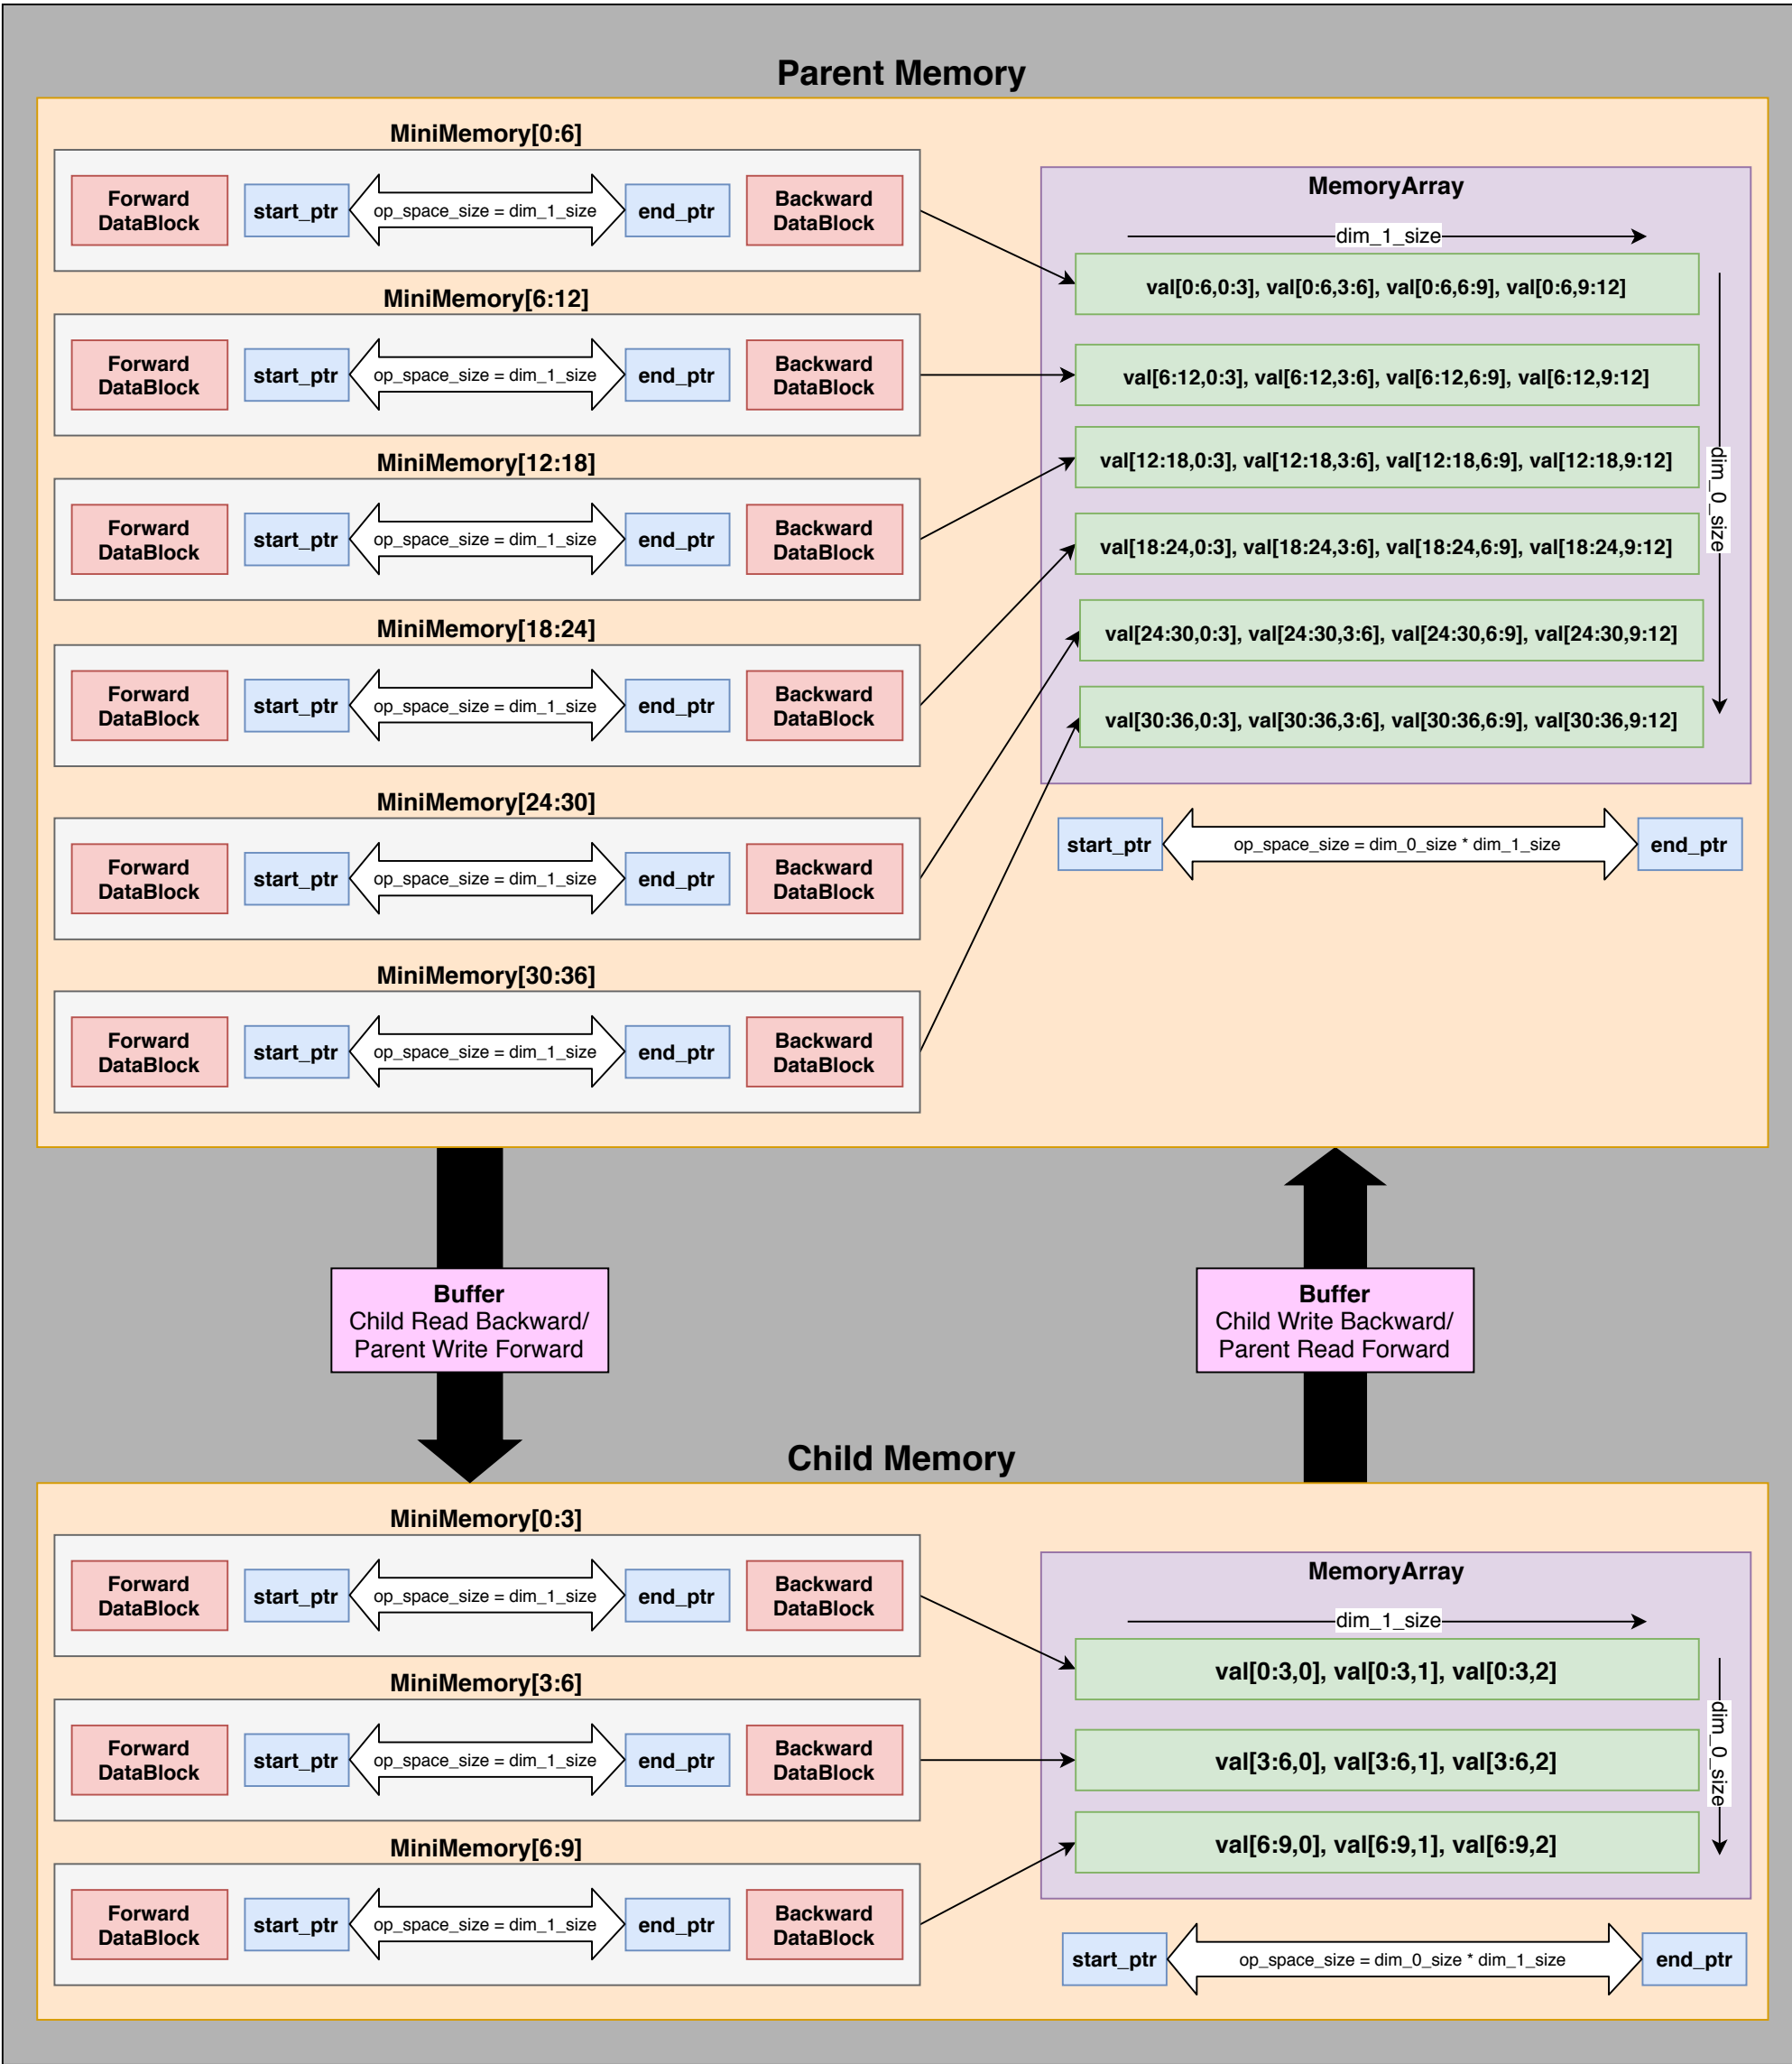 Parent Memory
MiniMemory[0:6]
Forward
DataBlock
start_ptr
op_space_size = dim_1_size
end_ptr
Backward
DataBlock
MiniMemory[6:12]
Forward
DataBlock
start_ptr
op_space_size = dim_1_size
end_ptr
Backward
DataBlock
MiniMemory[12:18]
Forward
DataBlock
start_ptr
op_space_size = dim_1_size
end_ptr
Backward
DataBlock
MiniMemory[18:24]
Forward
DataBlock
start_ptr
op_space_size = dim_1_size
end_ptr
Backward
DataBlock
MiniMemory[24:30]
Forward
DataBlock
start_ptr
op_space_size = dim_1_size
end_ptr
Backward
DataBlock
MiniMemory[30:36]
Forward
DataBlock
start_ptr
op_space_size = dim_1_size
end_ptr
Backward
DataBlock
MemoryArray
dim_1_size
val[0:6,0:3], val[0:6,3:6], val[0:6,6:9], val[0:6,9:12]
val[6:12,0:3], val[6:12,3:6], val[6:12,6:9], val[6:12,9:12]
val[12:18,0:3], val[12:18,3:6], val[12:18,6:9], val[12:18,9:12]
val[18:24,0:3], val[18:24,3:6], val[18:24,6:9], val[18:24,9:12]
val[24:30,0:3], val[24:30,3:6], val[24:30,6:9], val[24:30,9:12]
val[30:36,0:3], val[30:36,3:6], val[30:36,6:9], val[30:36,9:12]
dim_0_size
start_ptr
op_space_size = dim_0_size * dim_1_size
end_ptr
Buffer
Child Read Backward/
Parent Write Forward
Buffer
Child Write Backward/
Parent Read Forward
Child Memory
MiniMemory[0:3]
Forward
DataBlock
start_ptr
op_space_size = dim_1_size
end_ptr
Backward
DataBlock
MiniMemory[3:6]
Forward
DataBlock
start_ptr
op_space_size = dim_1_size
end_ptr
Backward
DataBlock
MiniMemory[6:9]
Forward
DataBlock
start_ptr
op_space_size = dim_1_size
end_ptr
Backward
DataBlock
MemoryArray
dim_1_size
val[0:3,0], val[0:3,1], val[0:3,2]
val[3:6,0], val[3:6,1], val[3:6,2]
val[6:9,0], val[6:9,1], val[6:9,2]
dim_0_size
start_ptr
op_space_size = dim_0_size * dim_1_size
end_ptr